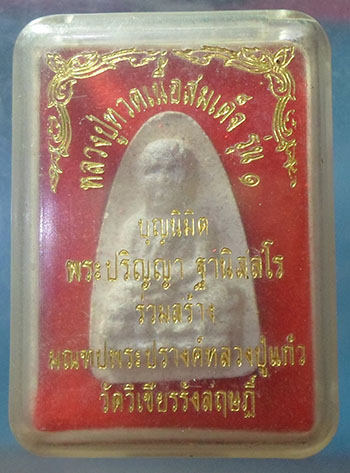 หลวงปู่ทวดเนื้อสมเด็จ รุ่น ๑
บุญนิมิต
พระปริญญา ฐานิสฺสโร
ร่วมสร้าง
มณฑปพระปรางค์หลวงปู่แก้ว
วัดวิเชียรรังสฤษฏิ์